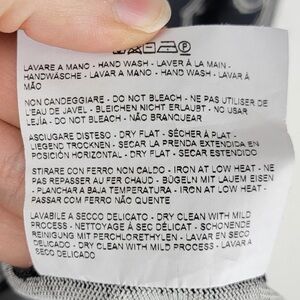 LAVARE A MANO - HAND WASH - LAVER À LA MAIN -
HANDWÄSCHE - LAVAR A MANO - HAND WASH - LAVAR À
MÃO
NON CANDEGGIARE - DO NOT BLEACH - NE PAS UTILISER DE
L'EAU DE JAVEL - BLEICHEN NICHT ERLAUBT - NO USAR
LEJÍA - DO NOT BLEACH - NÃO BRANQUEAR
ASCIUGARE DISTESO - DRY FLAT - SÉCHER À PLAT -
LIEGEND TROCKNEN - SECAR LA PRENDA EXTENDIDA EN
POSICIÓN HORIZONTAL - DRY FLAT - SECAR ESTENDIDO
STIRARE CON FERRO NON CALDO - IRON AT LOW HEAT - NE
PAS REPASSER AU FER CHAUD - BÜGELN MIT LAUEM EISEN
- PLANCHAR A BAJA TEMPERATURA - IRON AT LOW HEAT -
PASSAR COM FERRO NÃO QUENTE
LAVABILE A SECCO DELICATO - DRY CLEAN WITH MILD
PROCESS - NETTOYAGE À SEC DÉLICAT - SCHONENDE
REINIGUNG MIT PERCHLORETHYLEN - LAVAR EN SECO
DELICADO - DRY CLEAN WITH MILD PROCESS - LAVAR A
SECO DELICADO